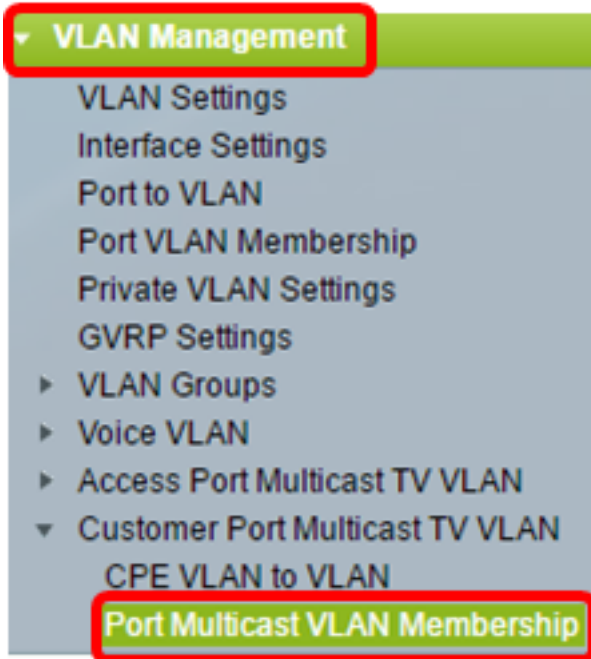 VLAN Management
VLAN Settings
Interface Settings
Port to VLAN
Port VLAN Membership
Private VLAN Settings
GVRP Settings
VLAN Groups
Voice VLAN
Access Port Multicast TV VLAN
Customer Port Multicast TV VLAN
CPE VLAN to VLAN
Port Multicast VLAN Membership